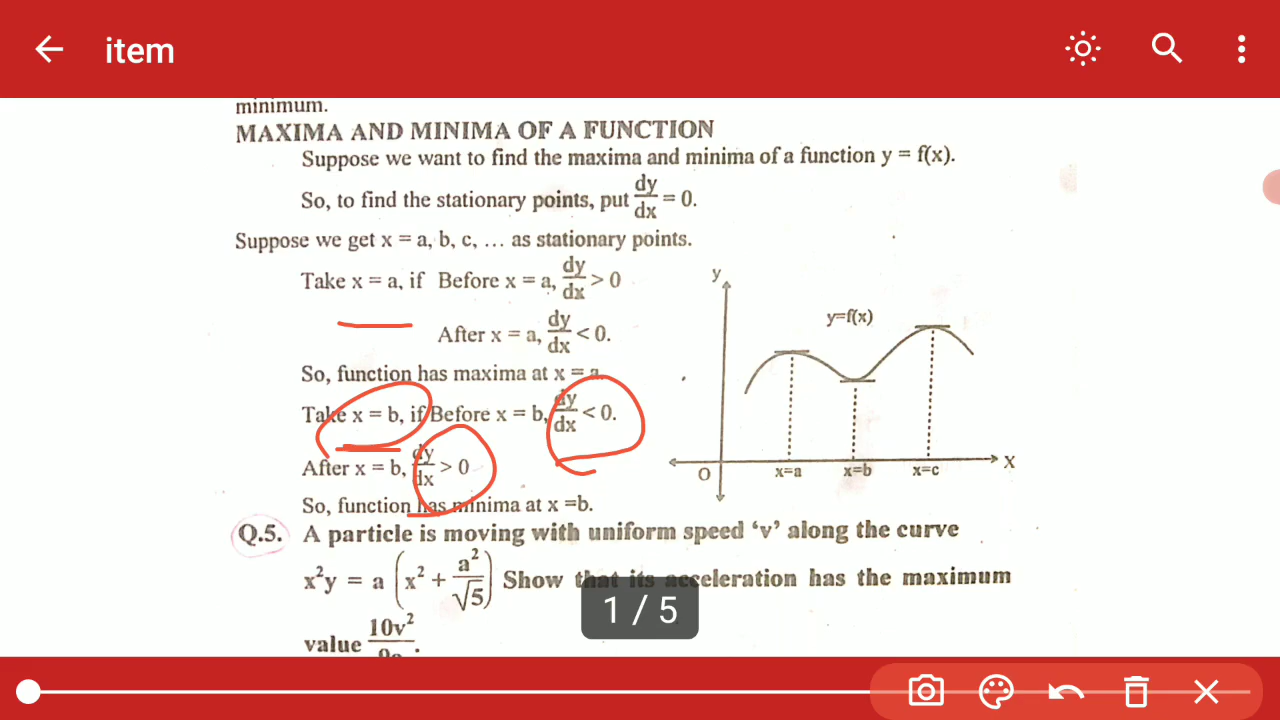 item
minimum.
MAXIMA AND MINIMA OF A FUNCTION
Suppose we want to find the maxima and minima of a function y = f(x).
So, to find the stationary points, put dy/dx = 0.
Suppose we get x = a, b, c, ... as stationary points.
Take x = a, if Before x = a, dy/dx > 0
After x = a, dy/dx < 0.
So, function has maxima at x = a.
Take x = b, if Before x = b, dy/dx < 0.
After x = b, dy/dx > 0
So, function has minima at x =b.
y
y=f(x)
O
x=a
x=b
x=c
X
Q.5. A particle is moving with uniform speed ‘v’ along the curve
x²y = a (x² + a²/√5) Show that its acceleration has the maximum
value 10v²/9a.
1 / 5